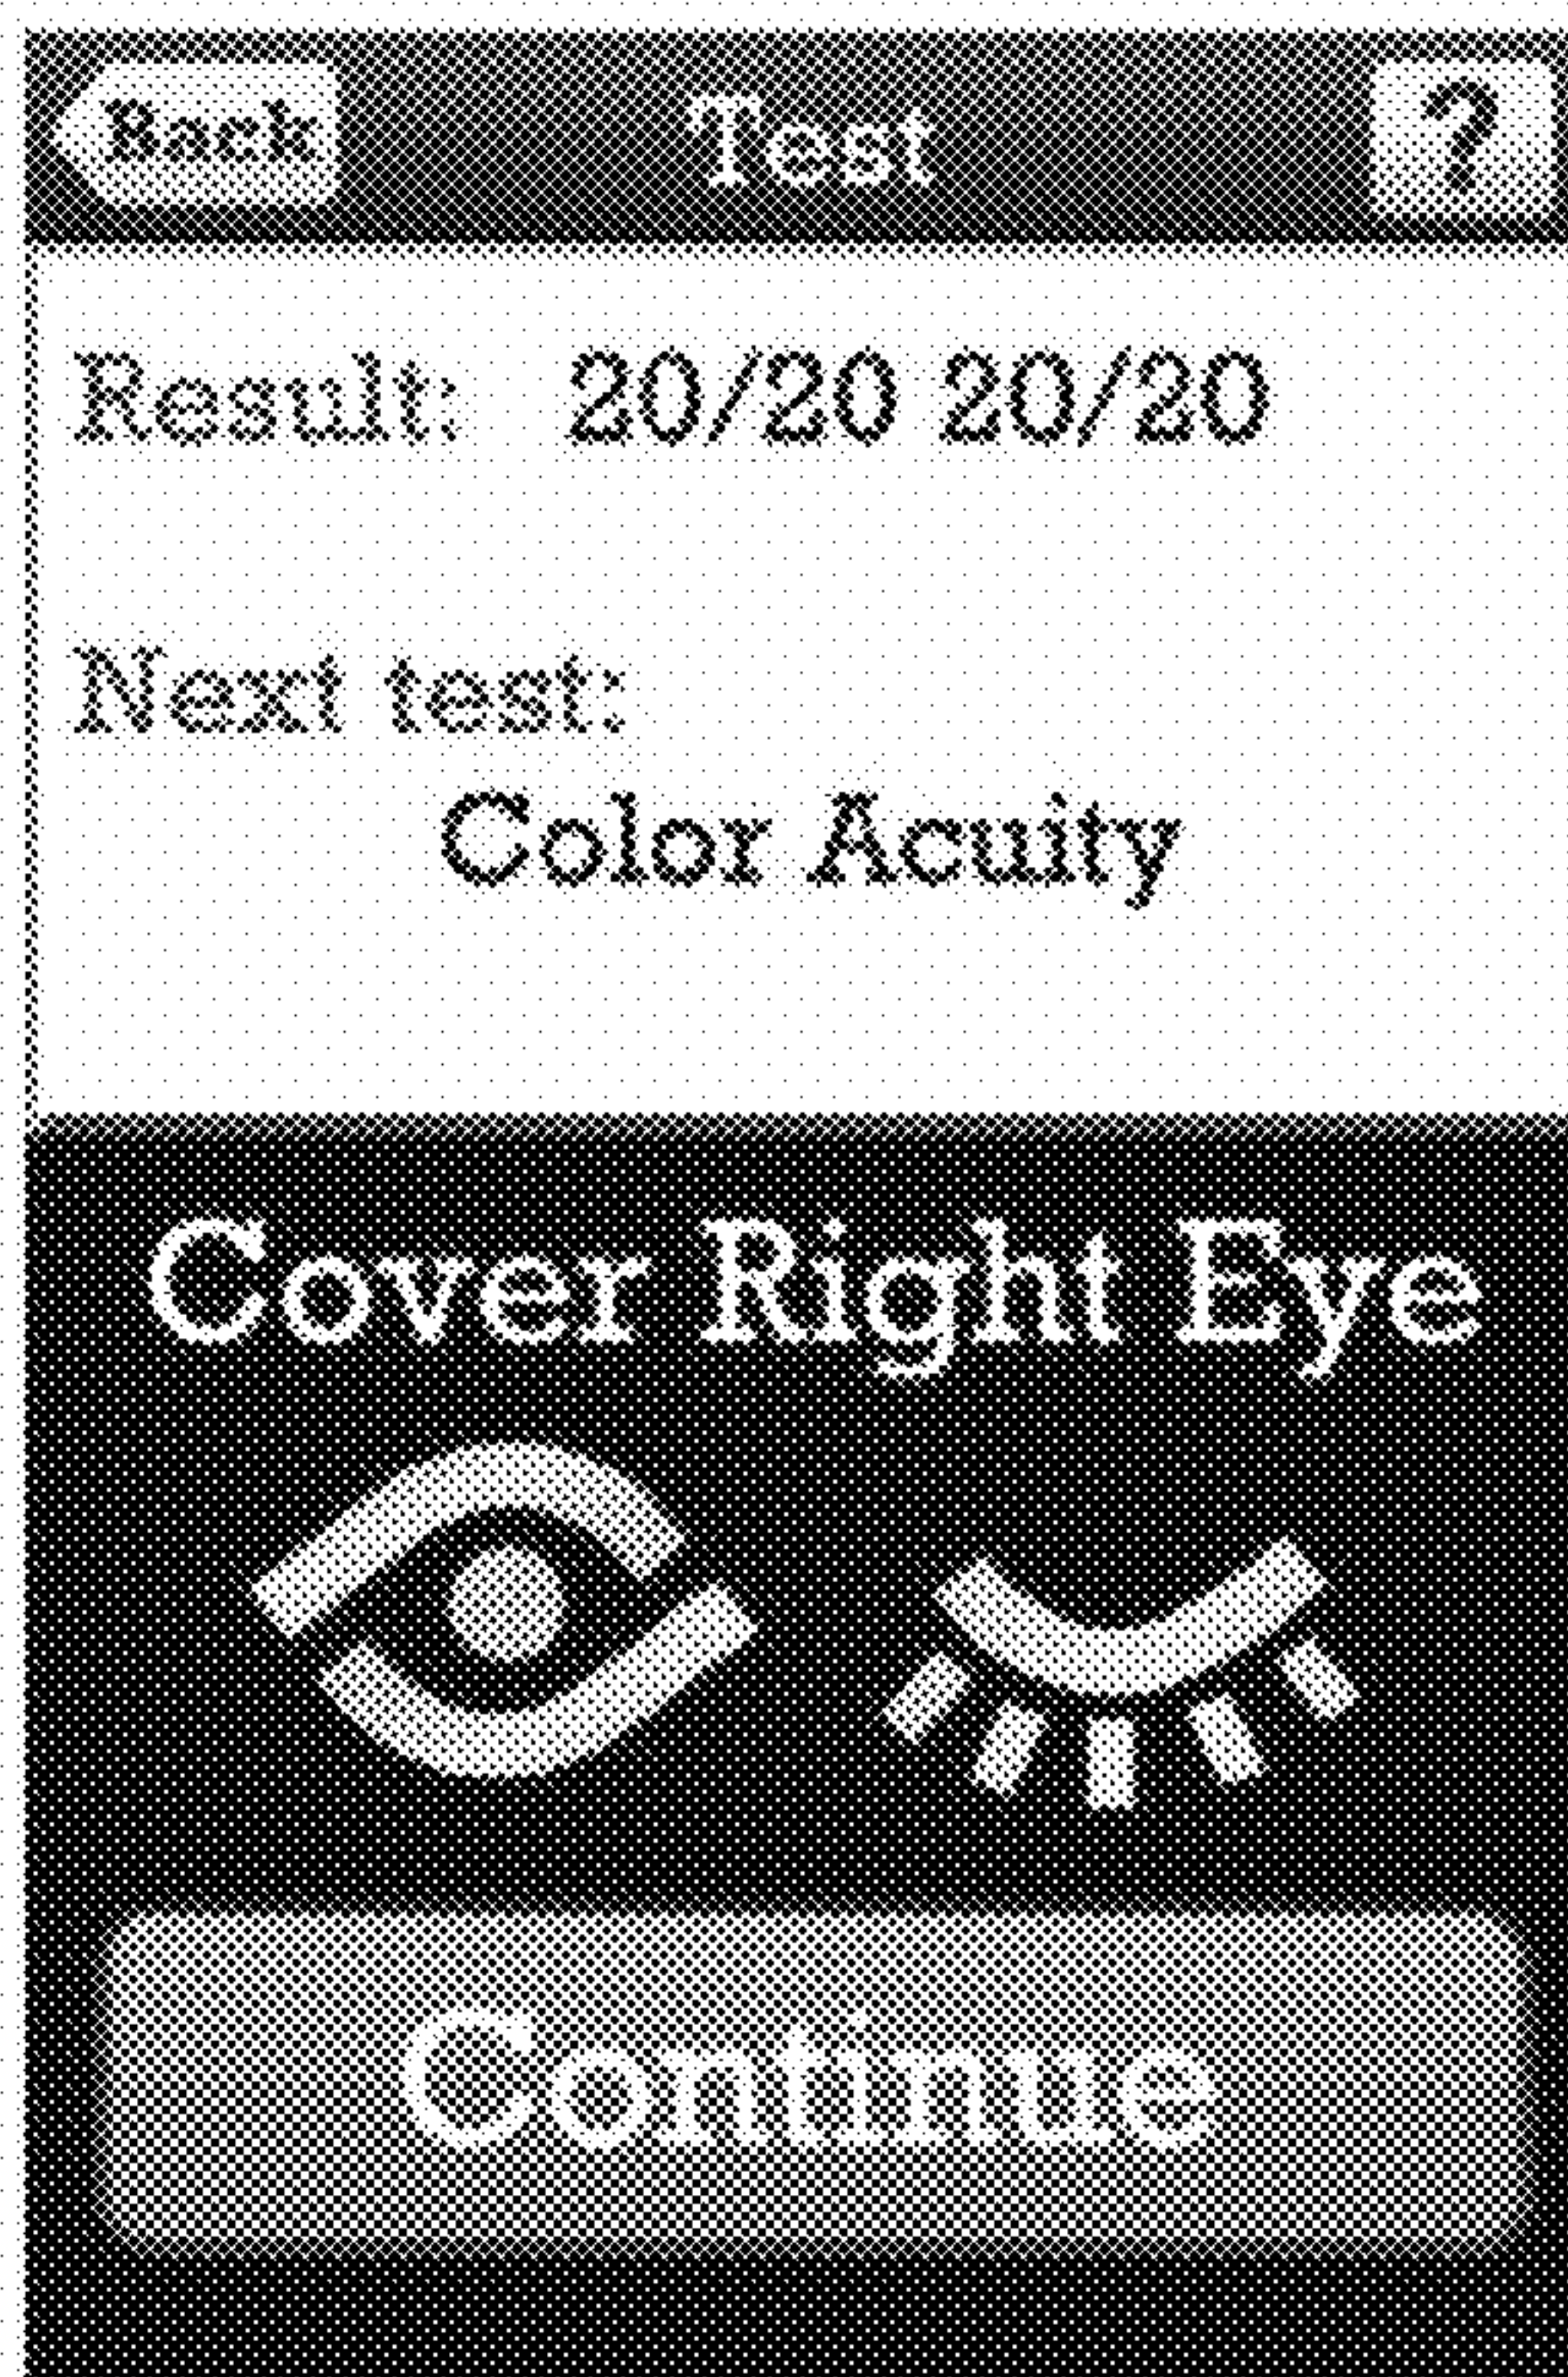 Back Test ?
Result: 20/20 20/20
Next test:
Color Acuity
Cover Right Eye
Continue